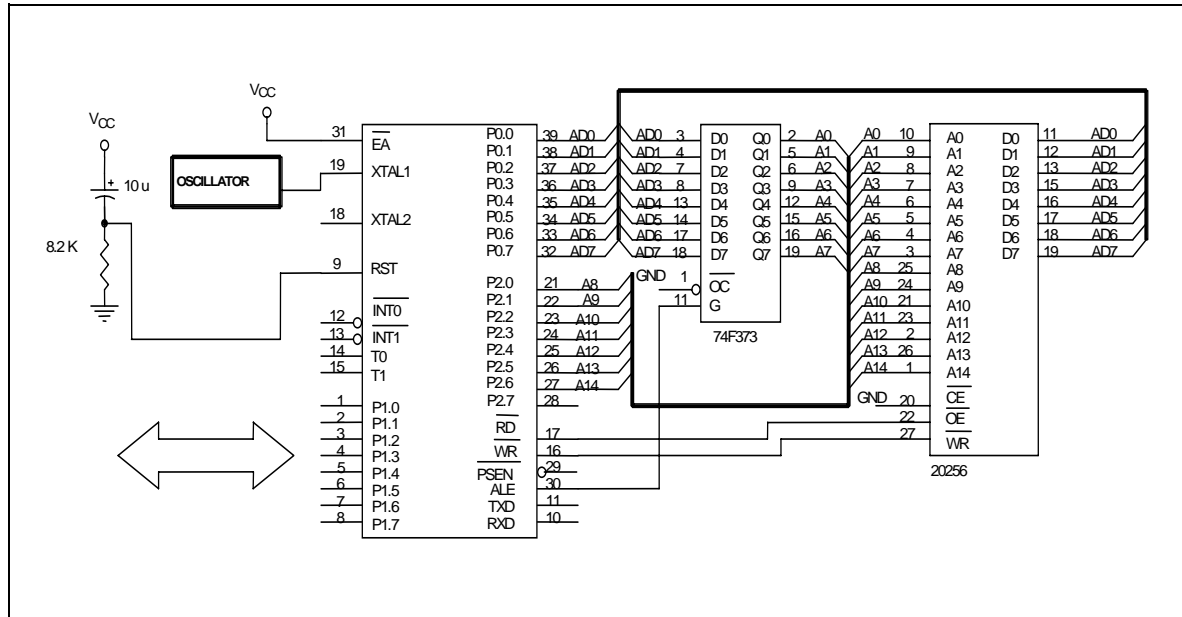 VCC
VCC
10 u
8.2 K
OSCILLATOR
31 EA
19 XTAL1
18 XTAL2
9 RST
12 INT0
13 INT1
14 T0
15 T1
1 P1.0
2 P1.1
3 P1.2
4 P1.3
5 P1.4
6 P1.5
7 P1.6
8 P1.7
P0.0 39 AD0
P0.1 38 AD1
P0.2 37 AD2
P0.3 36 AD3
P0.4 35 AD4
P0.5 34 AD5
P0.6 33 AD6
P0.7 32 AD7
P2.0 21 A8
P2.1 22 A9
P2.2 23 A10
P2.3 24 A11
P2.4 25 A12
P2.5 26 A13
P2.6 27 A14
P2.7 28
RD 17
WR 16
PSEN 29
ALE 30
TXD 11
RXD 10
AD0 3 D0 Q0 2 A0
AD1 4 D1 Q1 5 A1
AD2 7 D2 Q2 6 A2
AD3 8 D3 Q3 9 A3
AD4 13 D4 Q4 12 A4
AD5 14 D5 Q5 15 A5
AD6 17 D6 Q6 16 A6
AD7 18 D7 Q7 19 A7
GND 1 OC
11 G
74F373
A0 10 A0 D0 11 AD0
A1 9 A1 D1 12 AD1
A2 8 A2 D2 13 AD2
A3 7 A3 D3 15 AD3
A4 6 A4 D4 16 AD4
A5 5 A5 D5 17 AD5
A6 4 A6 D6 18 AD6
A7 3 A7 D7 19 AD7
A8 25 A8
A9 24 A9
A10 21 A10
A11 23 A11
A12 2 A12
A13 26 A13
A14 1 A14
GND 20 CE
22 OE
27 WR
20256